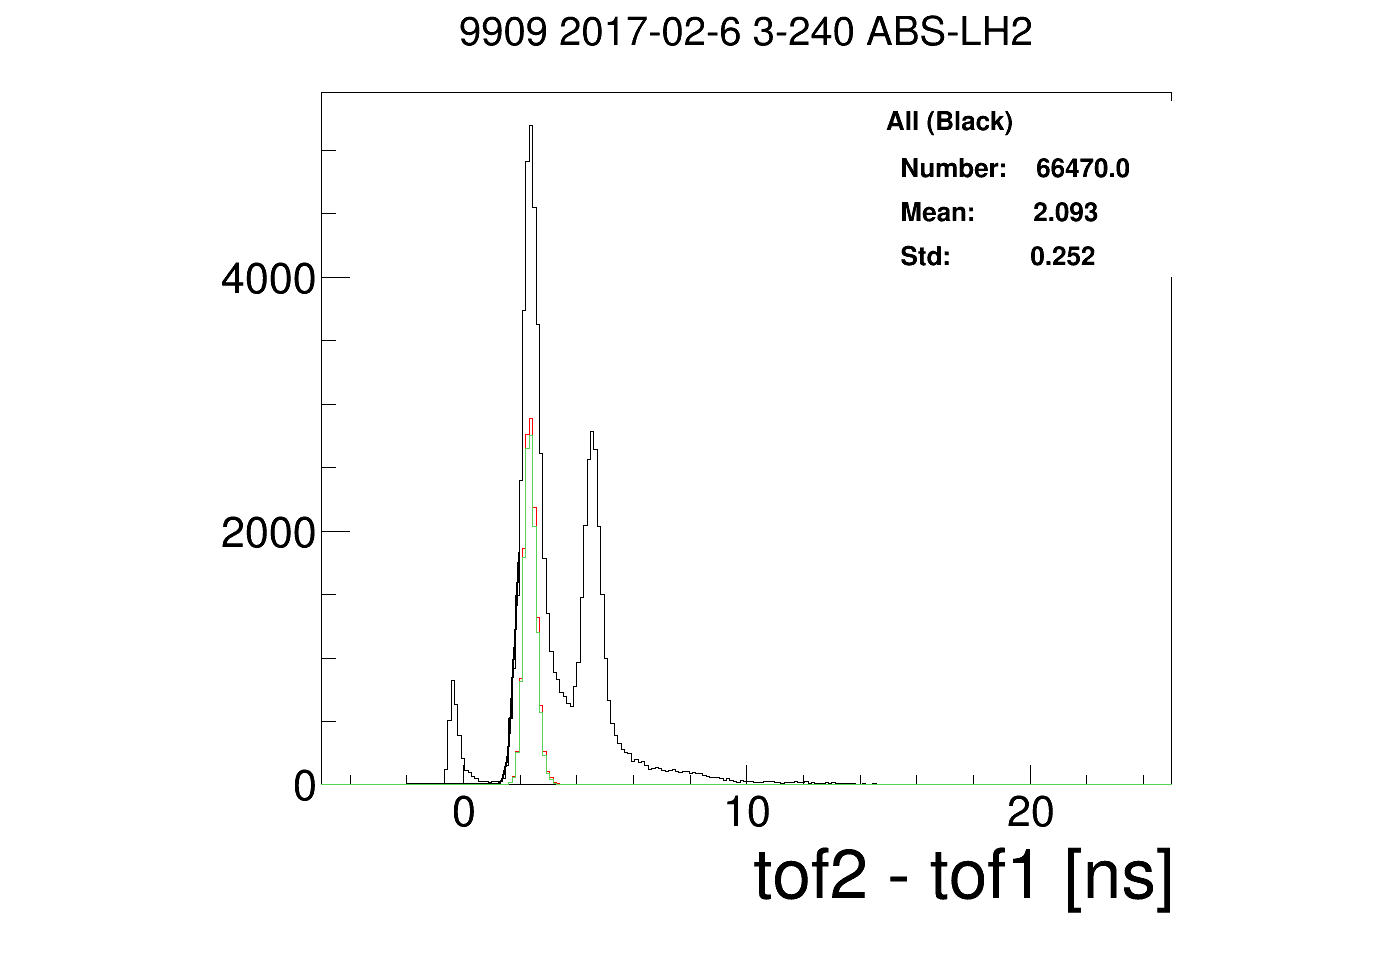 9909 2017-02-6 3-240 ABS-LH2
All (Black)
Number: 66470.0
Mean: 2.093
Std: 0.252
4000
2000
0
0 10 20
tof2 - tof1 [ns]